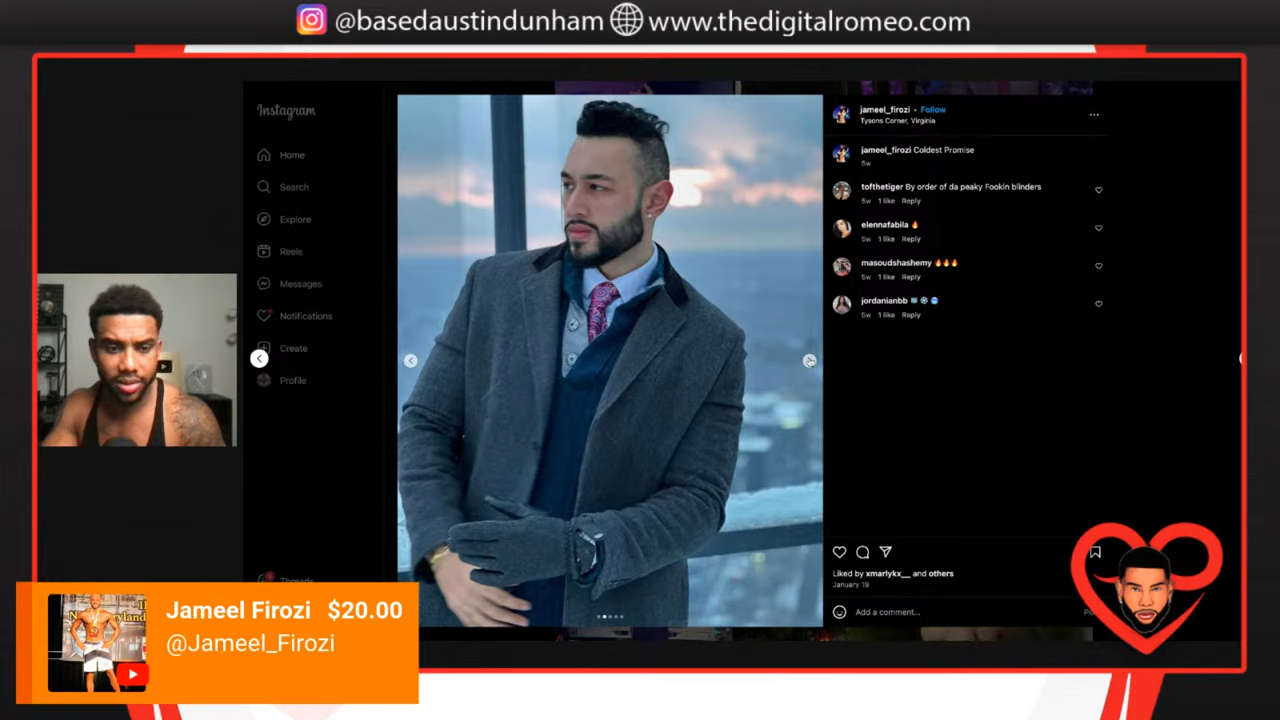 @basedaustindunham www.thedigitalromeo.com
Instagram
Home
Search
Explore
Reels
Messages
Notifications
Create
Profile
Threads
jameel_firozi • Follow
Tysons Corner, Virginia
jameel_firozi Coldest Promise
5w
tofthetiger By order of da peaky Fookin blinders
5w 1 like Reply
elennafabila 🔥
5w 1 like Reply
masoudshashemy 🔥🔥🔥
5w 1 like Reply
jordanianbb
5w 1 like Reply
Liked by xmarlykx__ and others
January 19
Add a comment...
Jameel Firozi $20.00
@Jameel_Firozi